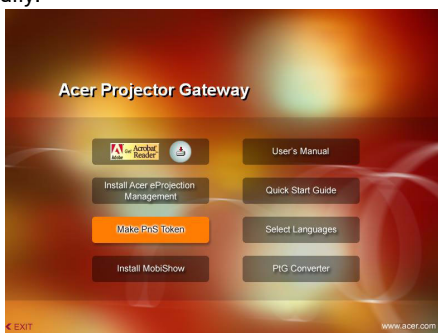 ally.
Acer Projector Gateway
Adobe Get Acrobat Reader
User's Manual
Install Acer eProjection
Management
Quick Start Guide
Make PnS Token
Select Languages
Install MobiShow
PtG Converter
EXIT
www.acer.com